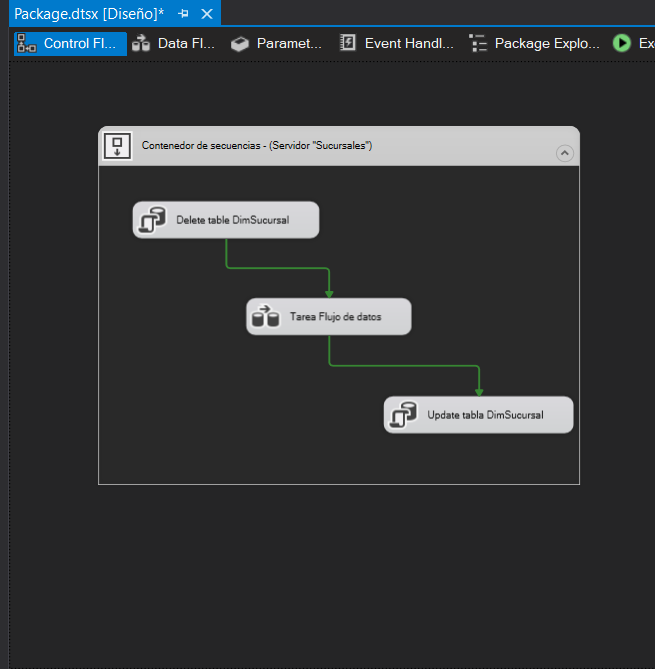 Package.dtsx [Diseño]*
Control Fl... Data Fl... Paramet... Event Handl... Package Explo... Ex
Contenedor de secuencias - (Servidor "Sucursales")
Delete table DimSucursal
Tarea Flujo de datos
Update tabla DimSucursal